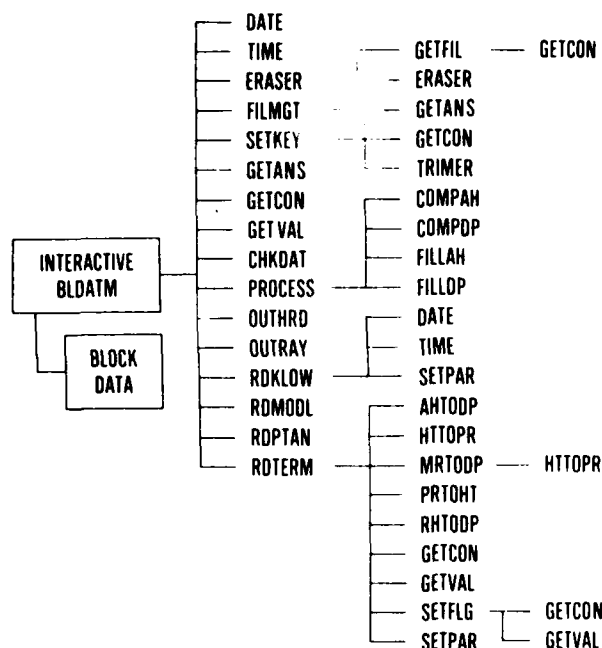 DATE
TIME GETFIL GETCON
ERASER ERASER
FILMGT GETANS
SETKEY GETCON
GETANS TRIMER
GETCON COMPAH
GETVAL COMPDP
INTERACTIVE BLDATM
CHKDAT FILLAH
PROCESS FILLDP
OUTHRD DATE
BLOCK DATA
OUTRAY TIME
RDKLOW SETPAR
RDMODL AHTODP
RDPTAN HTTOPR
RDTERM MRTODP HTTOPR
PRTOHT
RHTODP
GETCON
GETVAL
SETFLG GETCON
SETPAR GETVAL